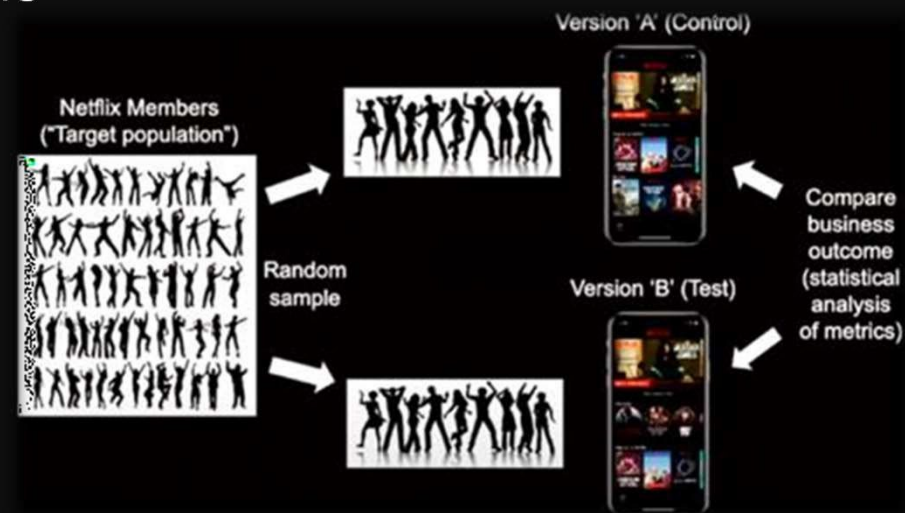 Version 'A' (Control)
Netflix Members
("Target population")
Random
sample
Compare
business
outcome
(statistical
analysis
of metrics)
Version 'B' (Test)